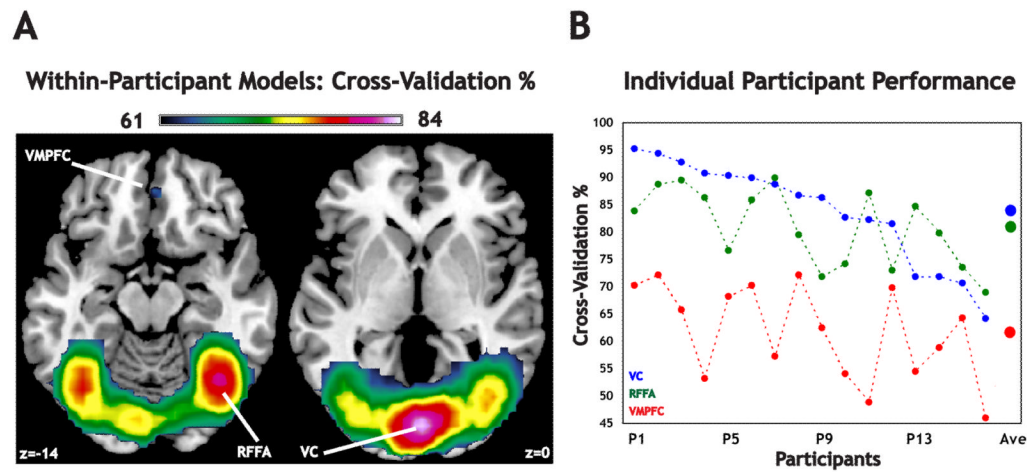 A
Within-Participant Models: Cross-Validation %
61
84
VMPFC
RFFA
VC
z=-14
z=0
B
Individual Participant Performance
Cross-Validation %
100
95
90
85
80
75
70
65
60
55
50
45
VC
RFFA
VMPFC
P1
P5
P9
P13
Ave
Participants